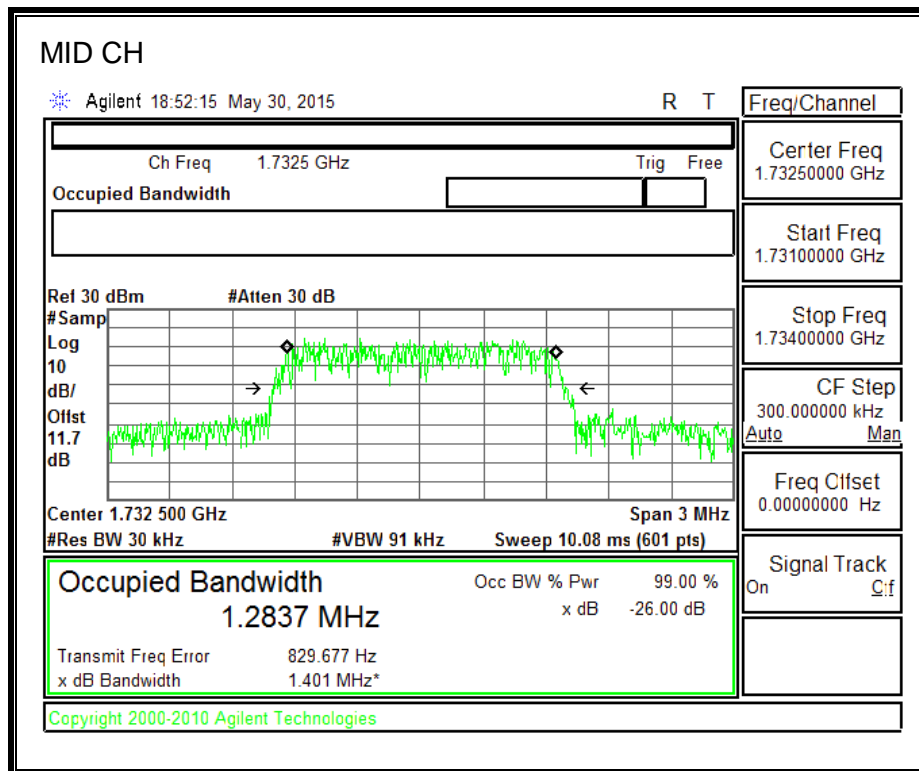 MID CH
Agilent 18:52:15 May 30, 2015 R T
Freq/Channel
Ch Freq 1.7325 GHz Trig Free
Occupied Bandwidth
Center Freq
1.73250000 GHz
Start Freq
1.73100000 GHz
Stop Freq
1.73400000 GHz
CF Step
300.000000 kHz
Auto Man
Freq Offset
0.00000000 Hz
Signal Track
On Off
Ref 30 dBm #Atten 30 dB
#Samp
Log
10
dB/
Offst
11.7
dB
Center 1.732 500 GHz Span 3 MHz
#Res BW 30 kHz #VBW 91 kHz Sweep 10.08 ms (601 pts)
Occupied Bandwidth
1.2837 MHz
Occ BW % Pwr 99.00 %
x dB -26.00 dB
Transmit Freq Error 829.677 Hz
x dB Bandwidth 1.401 MHz*
Copyright 2000-2010 Agilent Technologies